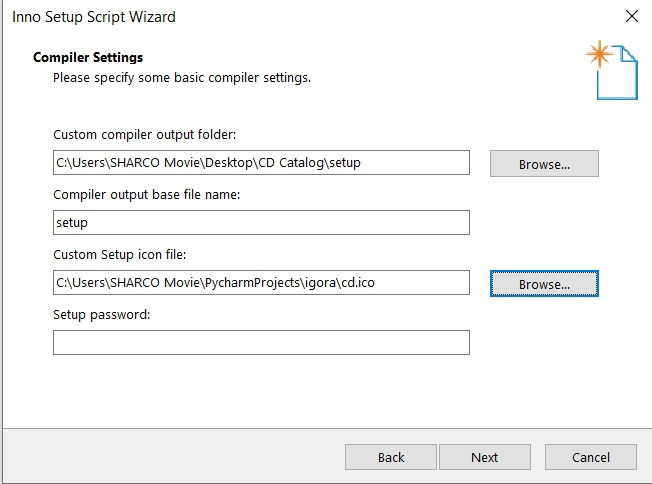 Inno Setup Script Wizard
Compiler Settings
Please specify some basic compiler settings.
Custom compiler output folder:
C:\Users\SHARCO Movie\Desktop\CD Catalog\setup
Browse...
Compiler output base file name:
setup
Custom Setup icon file:
C:\Users\SHARCO Movie\PycharmProjects\igora\cd.ico
Browse...
Setup password:
Back
Next
Cancel